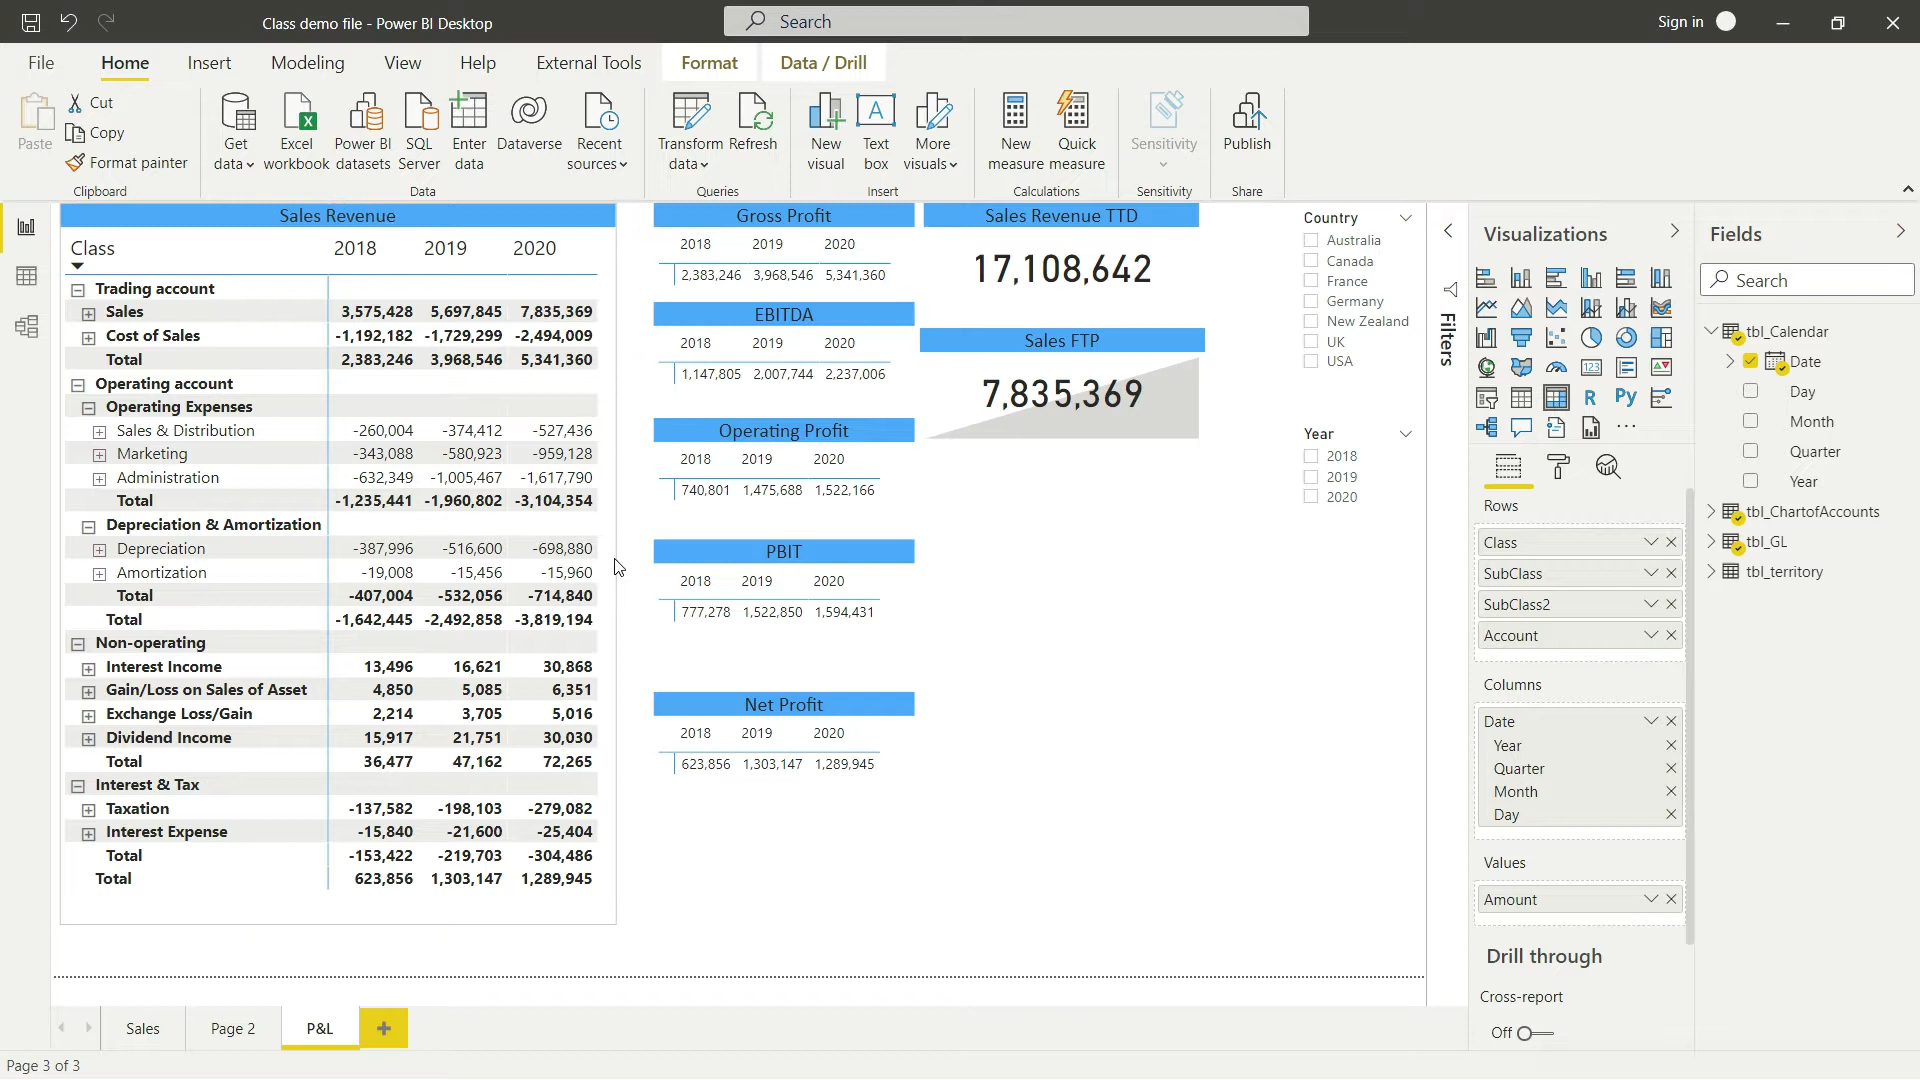 Class demo file - Power BI Desktop
Search
Sign in
File Home Insert Modeling View Help External Tools Format Data / Drill
Paste
Cut
Copy
Format painter
Clipboard
Get data
Excel workbook
Power BI datasets
SQL Server
Enter data
Dataverse
Recent sources
Data
Transform data
Refresh
Queries
New visual
Text box
More visuals
Insert
New measure
Quick measure
Calculations
Sensitivity
Sensitivity
Publish
Share
Sales Revenue
Class 2018 2019 2020
Trading account
Sales 3,575,428 5,697,845 7,835,369
Cost of Sales -1,192,182 -1,729,299 -2,494,009
Total 2,383,246 3,968,546 5,341,360
Operating account
Operating Expenses
Sales & Distribution -260,004 -374,412 -527,436
Marketing -343,088 -580,923 -959,128
Administration -632,349 -1,005,467 -1,617,790
Total -1,235,441 -1,960,802 -3,104,354
Depreciation & Amortization
Depreciation -387,996 -516,600 -698,880
Amortization -19,008 -15,456 -15,960
Total -407,004 -532,056 -714,840
Total -1,642,445 -2,492,858 -3,819,194
Non-operating
Interest Income 13,496 16,621 30,868
Gain/Loss on Sales of Asset 4,850 5,085 6,351
Exchange Loss/Gain 2,214 3,705 5,016
Dividend Income 15,917 21,751 30,030
Total 36,477 47,162 72,265
Interest & Tax
Taxation -137,582 -198,103 -279,082
Interest Expense -15,840 -21,600 -25,404
Total -153,422 -219,703 -304,486
Total 623,856 1,303,147 1,289,945
Gross Profit
2018 2019 2020
2,383,246 3,968,546 5,341,360
EBITDA
2018 2019 2020
1,147,805 2,007,744 2,237,006
Operating Profit
2018 2019 2020
740,801 1,475,688 1,522,166
PBIT
2018 2019 2020
777,278 1,522,850 1,594,431
Net Profit
2018 2019 2020
623,856 1,303,147 1,289,945
Sales Revenue TTD
17,108,642
Sales FTP
7,835,369
Country
Australia
Canada
France
Germany
New Zealand
UK
USA
Year
2018
2019
2020
Filters
Visualizations
123
R
Py
...
Rows
Class
SubClass
SubClass2
Account
Columns
Date
Year
Quarter
Month
Day
Values
Amount
Drill through
Cross-report
Off
Fields
Search
tbl_Calendar
Date
Day
Month
Quarter
Year
tbl_ChartofAccounts
tbl_GL
tbl_territory
Sales Page 2 P&L
Page 3 of 3